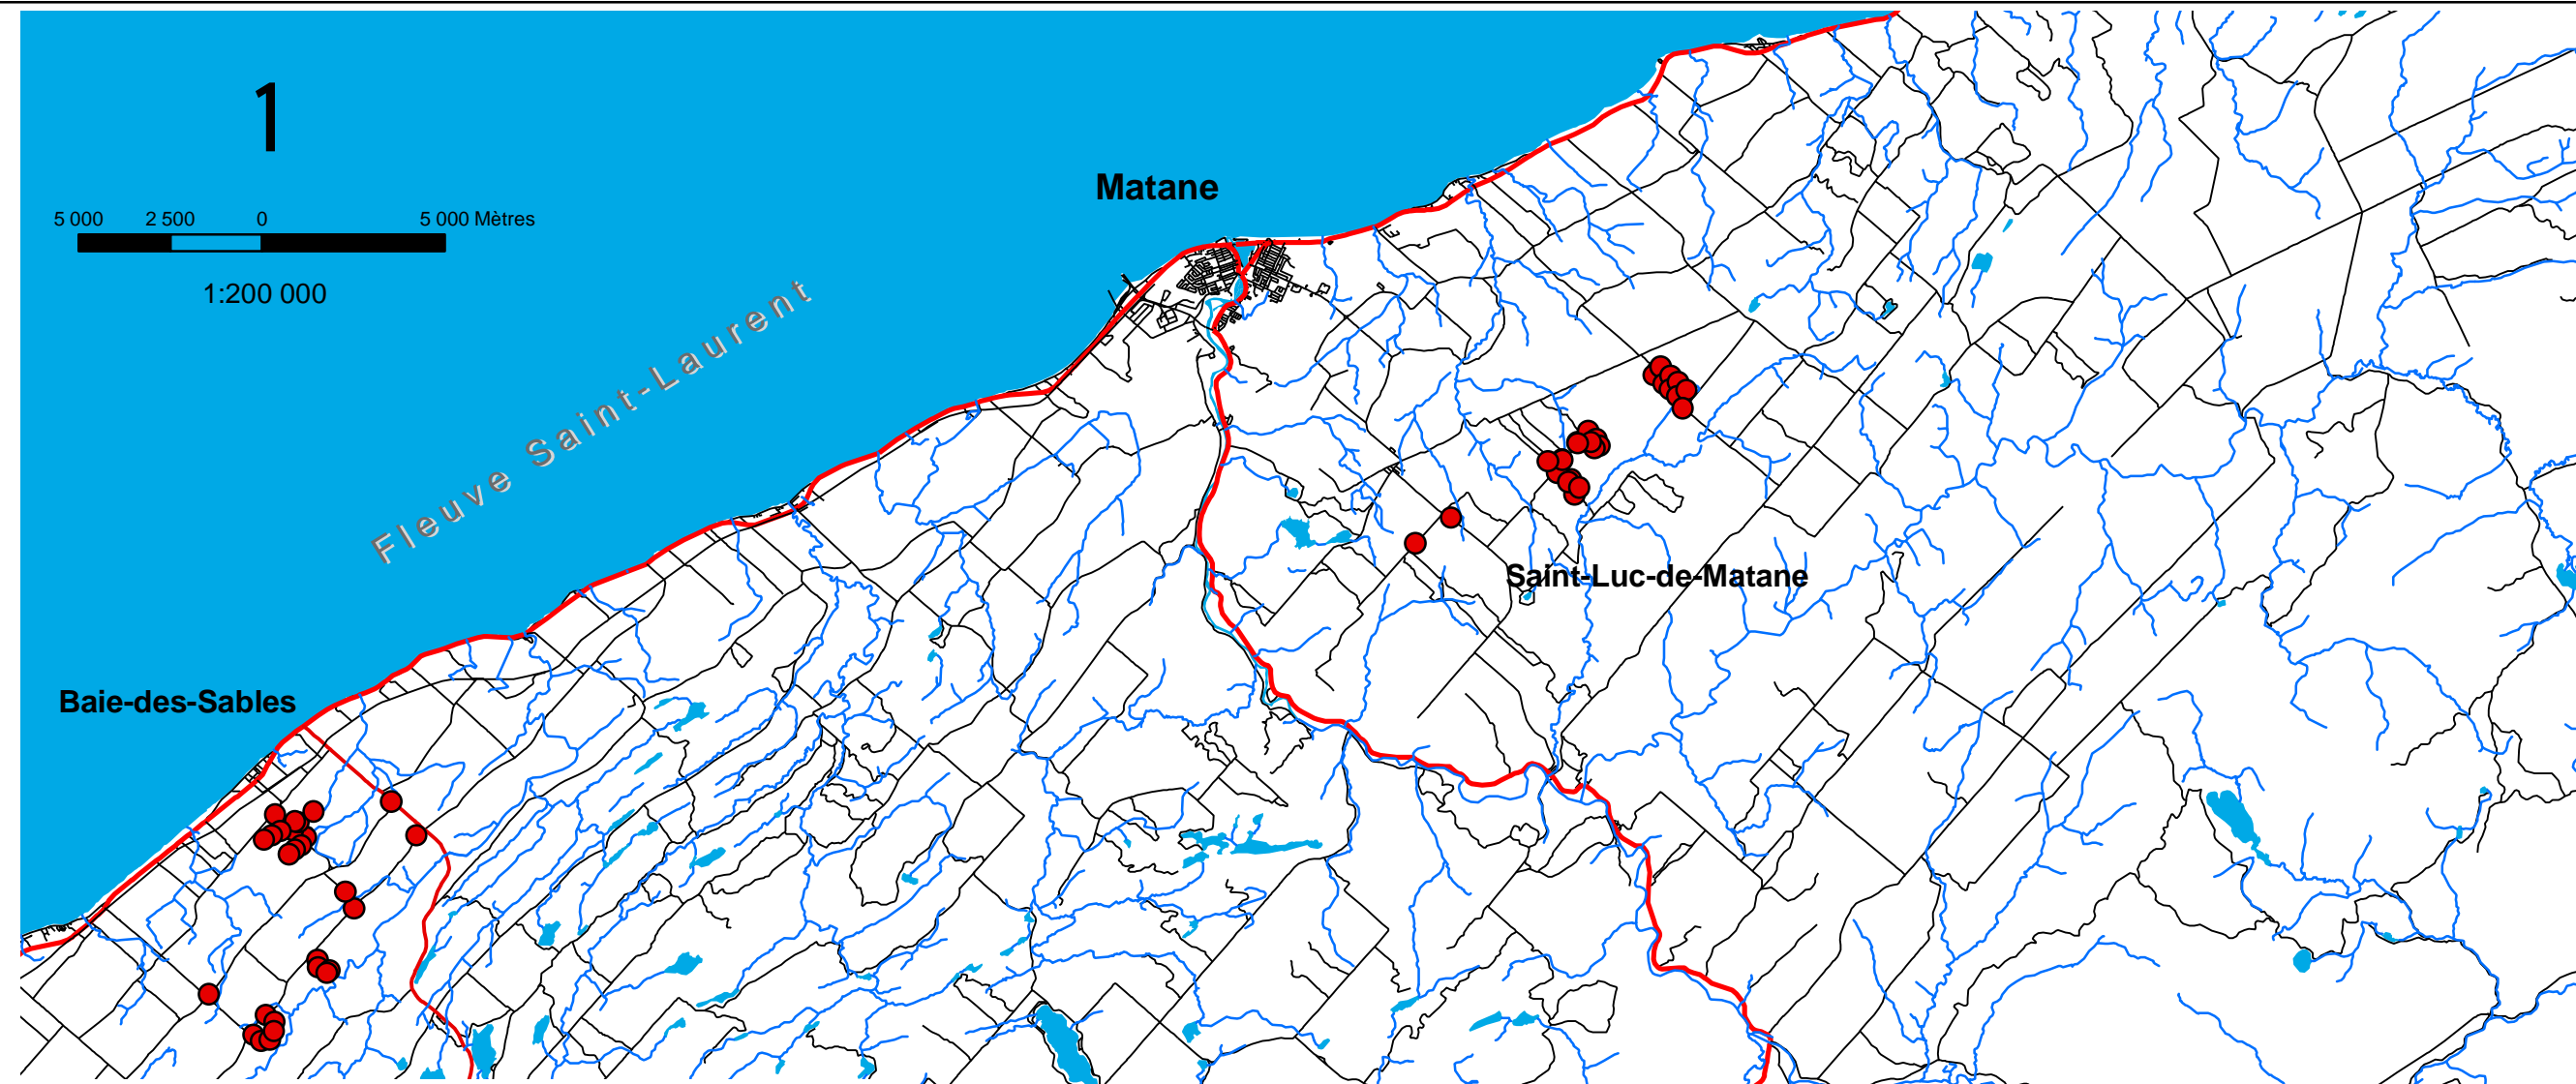 1
5 000 2 500 0 5 000 Mètres
1:200 000
Matane
Fleuve Saint-Laurent
Saint-Luc-de-Matane
Baie-des-Sables